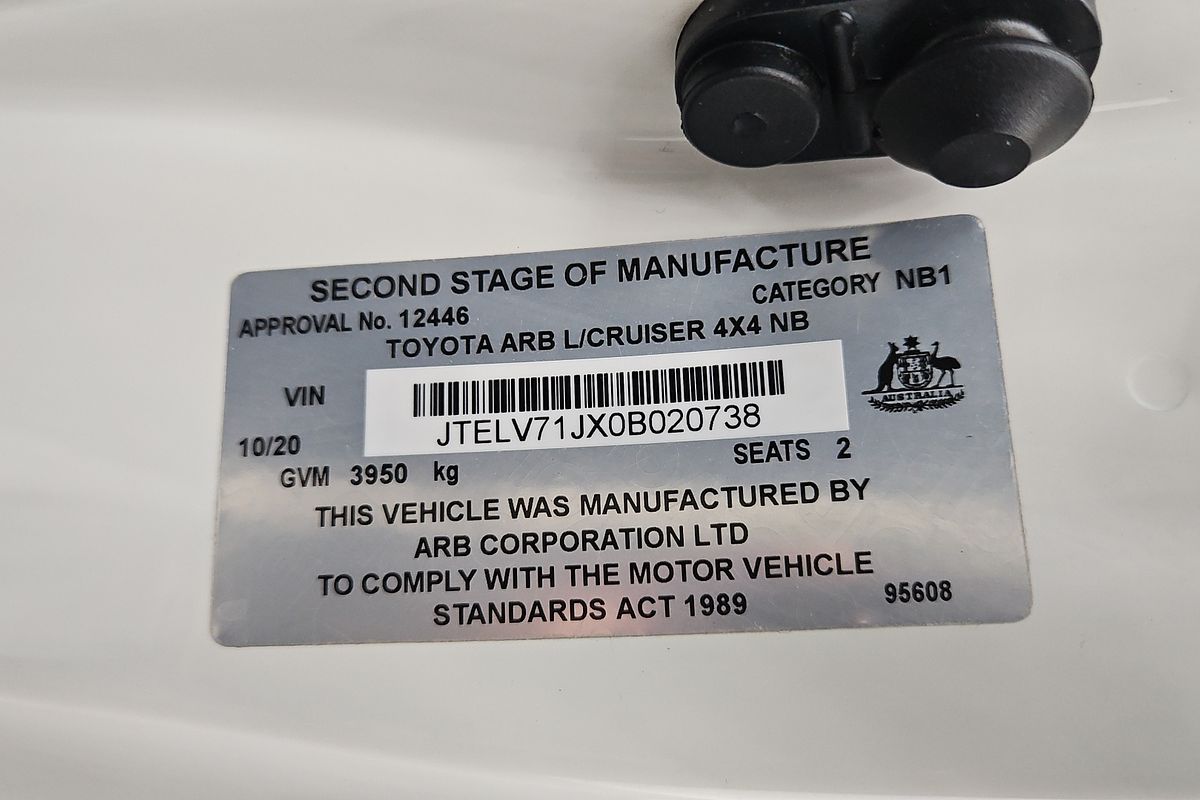 SECOND STAGE OF MANUFACTURE
APPROVAL No. 12446 CATEGORY NB1
TOYOTA ARB L/CRUISER 4X4 NB
VIN
JTELV71JX0B020738
AUSTRALIA
10/20 SEATS 2
GVM 3950 kg
THIS VEHICLE WAS MANUFACTURED BY
ARB CORPORATION LTD
TO COMPLY WITH THE MOTOR VEHICLE
STANDARDS ACT 1989 95608